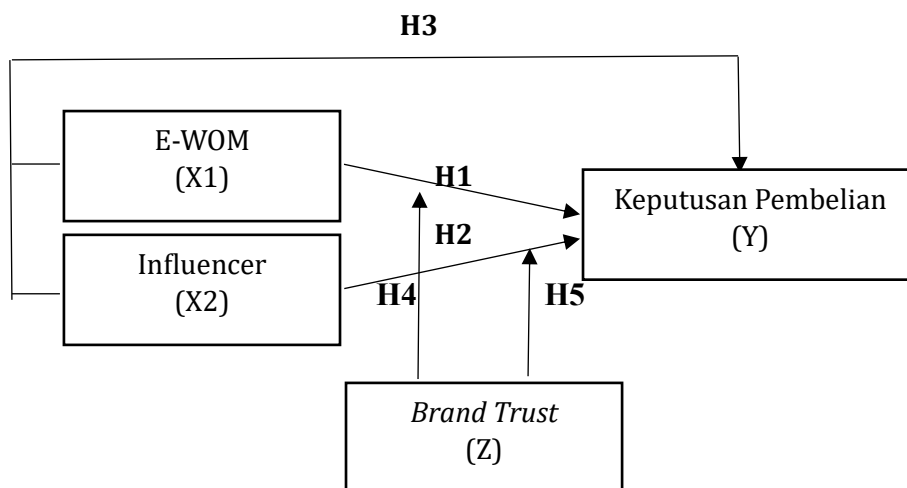 H3
E-WOM
(X1)
H1
Keputusan Pembelian
(Y)
H2
Influencer
(X2)
H4
H5
Brand Trust
(Z)